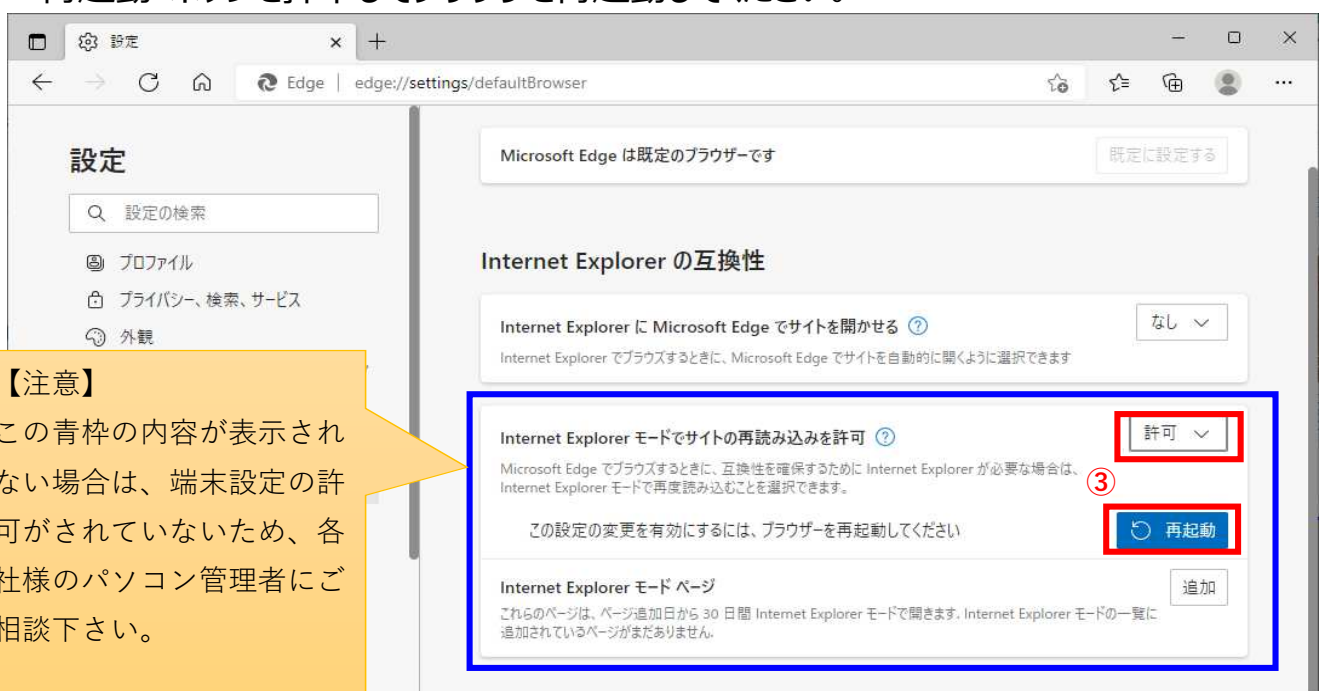 設定
Edge | edge://settings/defaultBrowser
設定
設定の検索
プロファイル
プライバシー、検索、サービス
外観
Microsoft Edge は既定のブラウザーです
既定に設定する
Internet Explorer の互換性
Internet Explorer に Microsoft Edge でサイトを開かせる
なし
Internet Explorer でブラウズするときに、Microsoft Edge でサイトを自動的に開くように選択できます
Internet Explorer モードでサイトの再読み込みを許可
許可
Microsoft Edge でブラウズするときに、互換性を確保するために Internet Explorer が必要な場合は、
Internet Explorer モードで再度読み込むことを選択できます。
③
この設定の変更を有効にするには、ブラウザーを再起動してください
再起動
Internet Explorer モード ページ
追加
これらのページは、ページ追加日から 30 日間 Internet Explorer モードで開きます. Internet Explorer モードの一覧に
追加されているページがまだありません.
【注意】
この青枠の内容が表示され
ない場合は、端末設定の許
可がされていないため、各
社様のパソコン管理者にご
相談下さい。